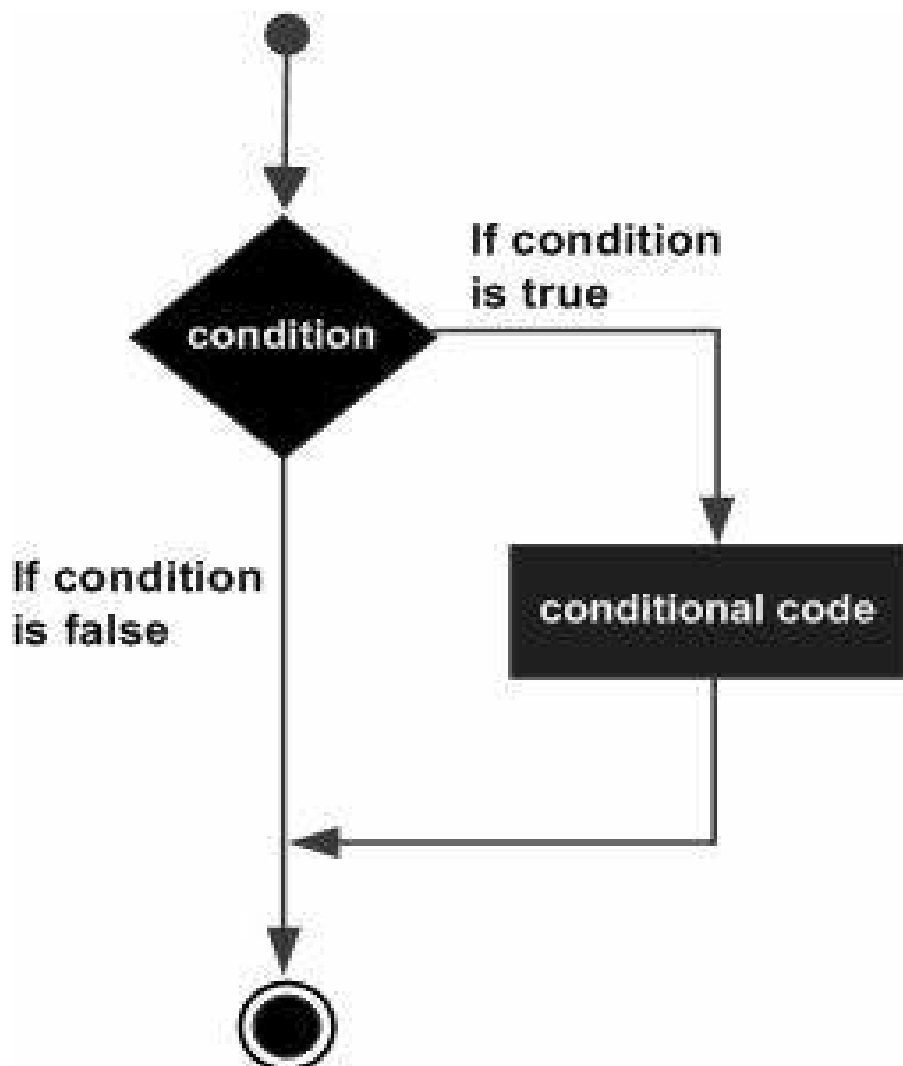 If condition
is true
condition
If condition
is false
conditional code